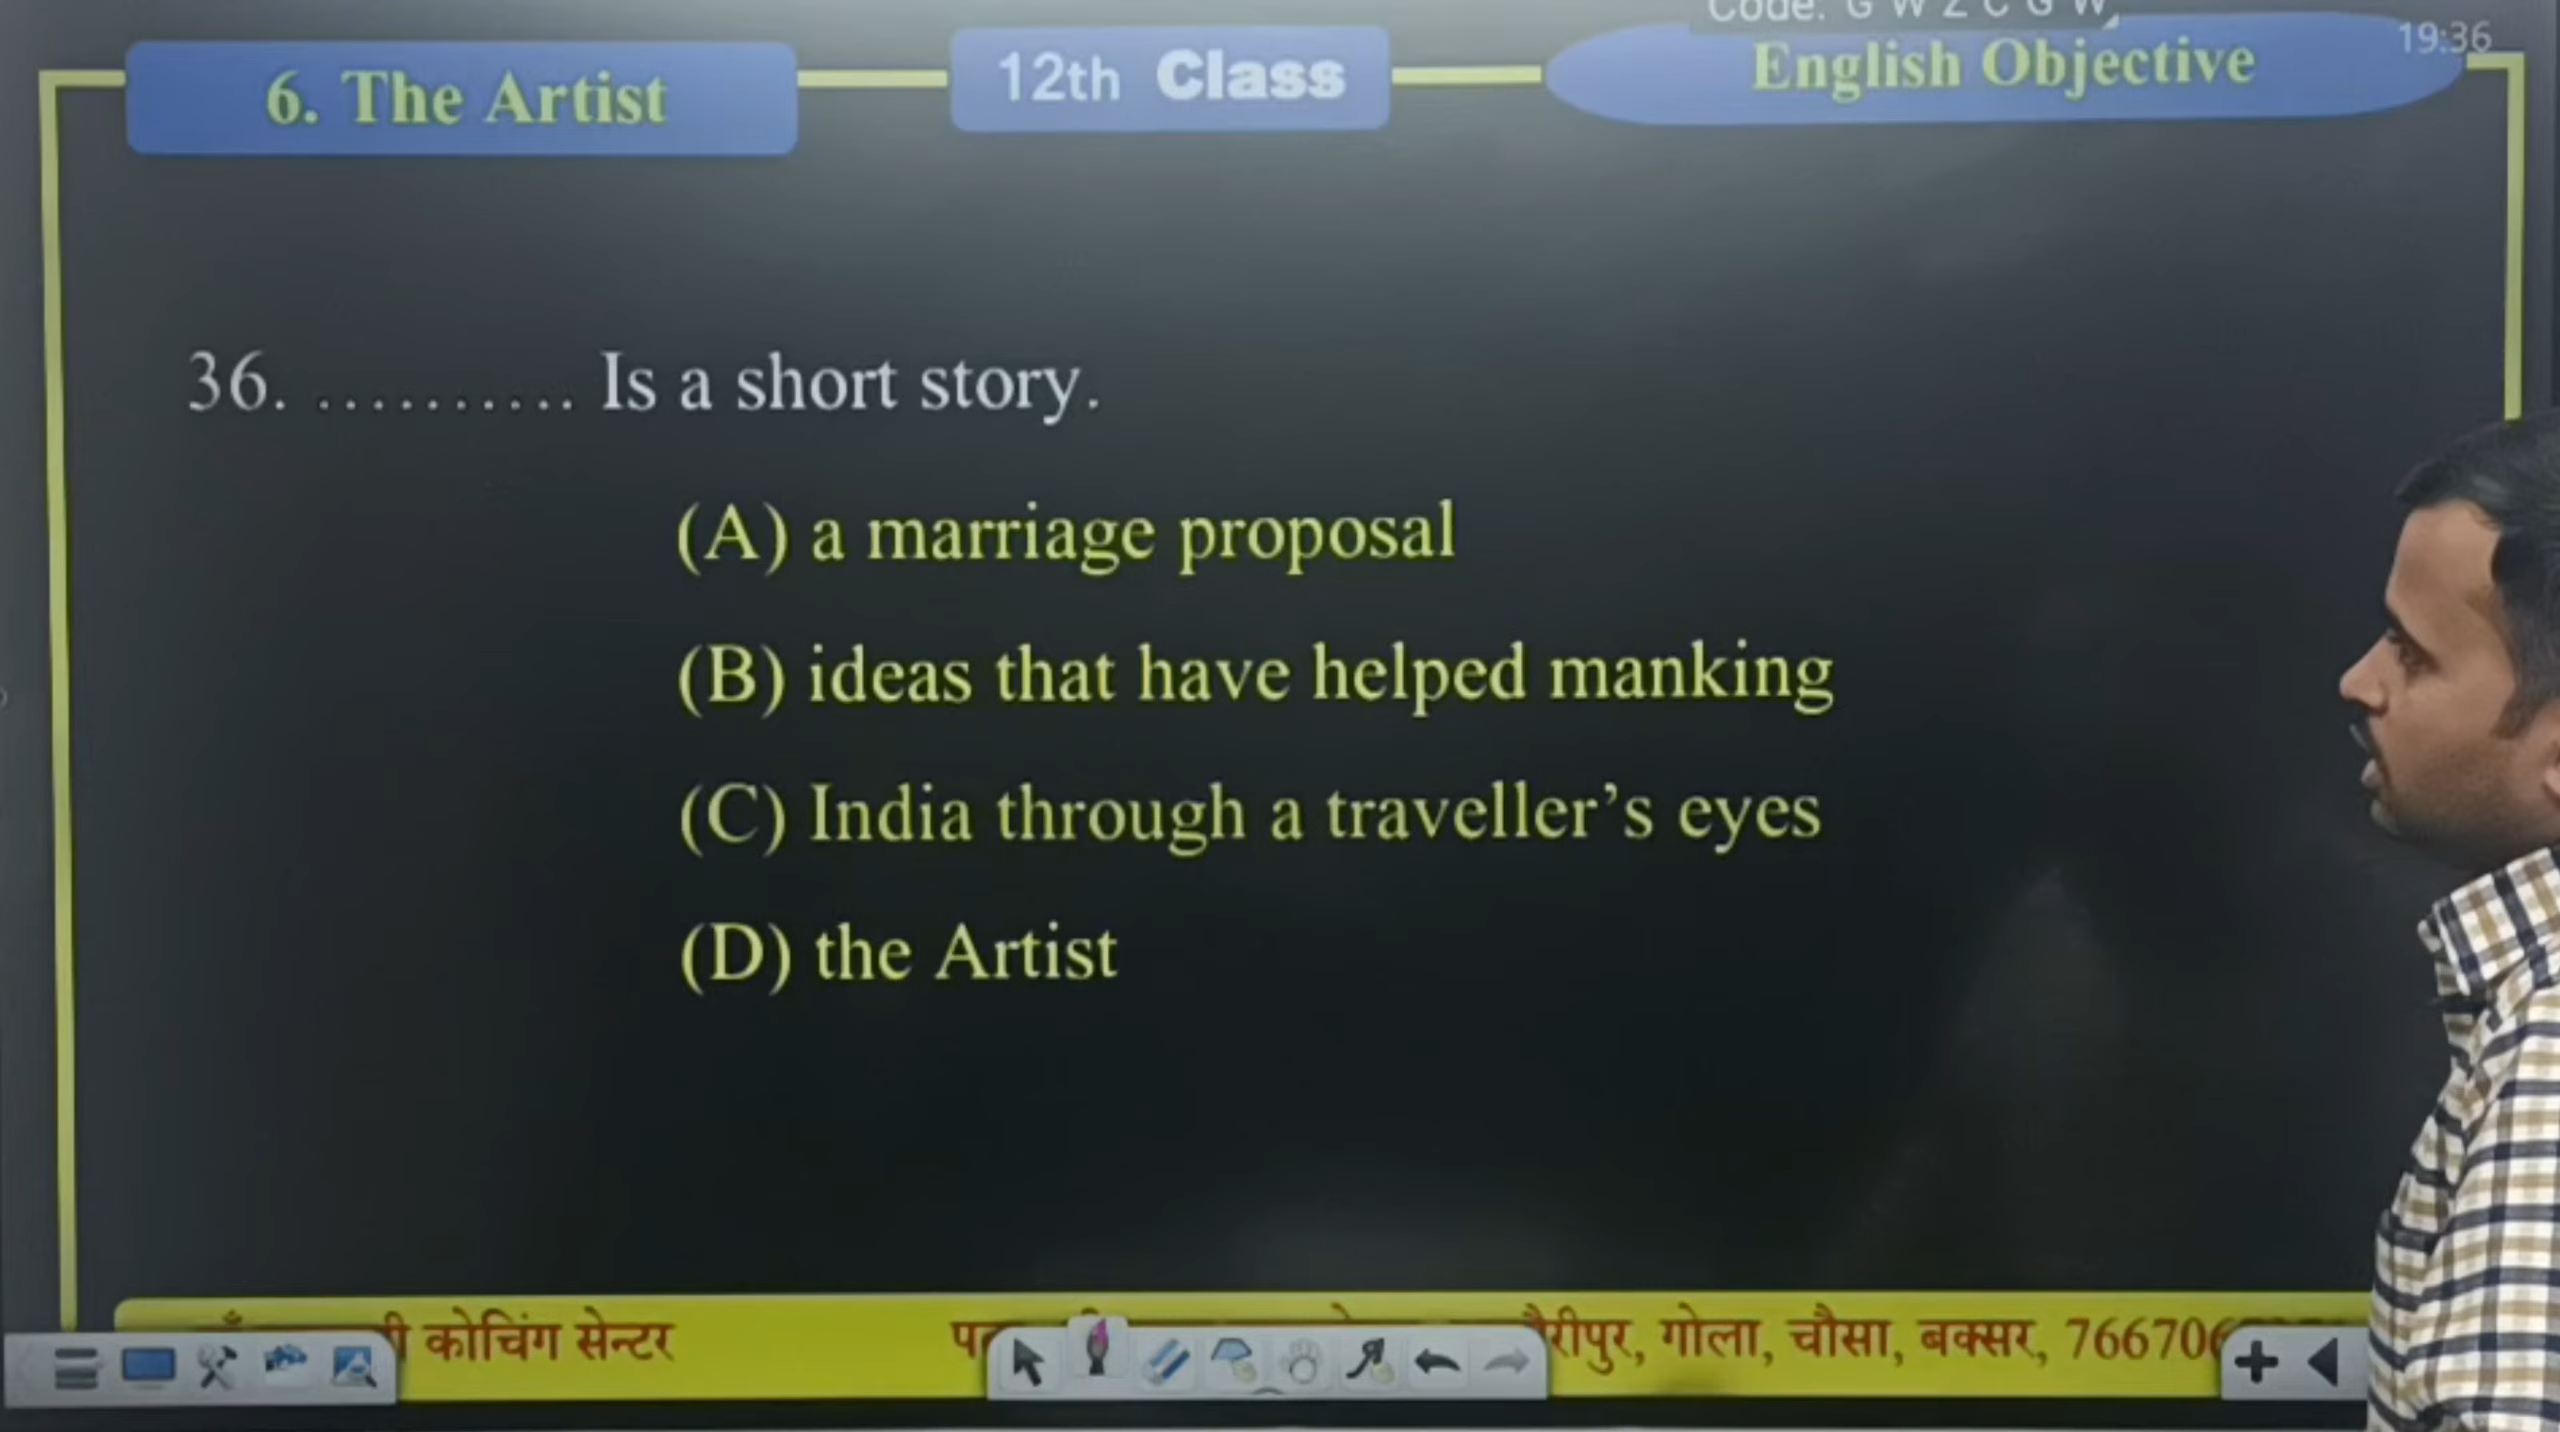 Code: G W Z C G W
19:36
6. The Artist
12th Class
English Objective
36. .......... Is a short story.
(A) a marriage proposal
(B) ideas that have helped manking
(C) India through a traveller’s eyes
(D) the Artist
कोचिंग सेन्टर
गोला, चौसा, बक्सर,